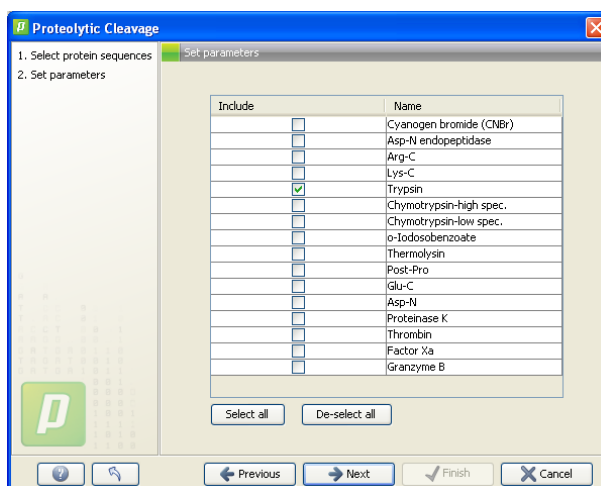 Proteolytic Cleavage
1. Select protein sequences
2. Set parameters
Set parameters
Include Name
Cyanogen bromide (CNBr)
Asp-N endopeptidase
Arg-C
Lys-C
Trypsin
Chymotrypsin-high spec.
Chymotrypsin-low spec.
o-Iodosobenzoate
Thermolysin
Post-Pro
Glu-C
Asp-N
Proteinase K
Thrombin
Factor Xa
Granzyme B
Select all De-select all
? Previous Next Finish Cancel